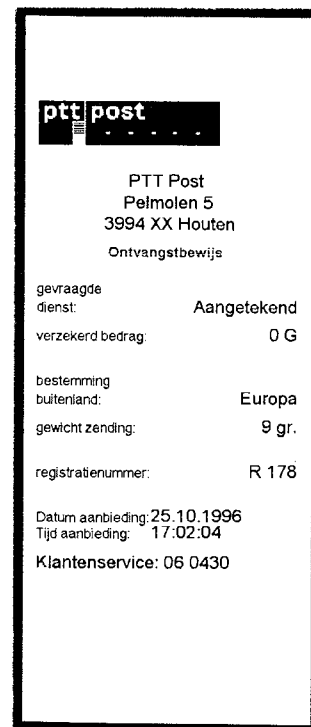 ptt post
PTT Post
Pelmolen 5
3994 XX Houten
Ontvangstbewijs
gevraagde
dienst: Aangetekend
verzekerd bedrag: 0 G
bestemming
buitenland: Europa
gewicht zending: 9 gr.
registratienummer: R 178
Datum aanbieding: 25.10.1996
Tijd aanbieding: 17:02:04
Klantenservice: 06 0430